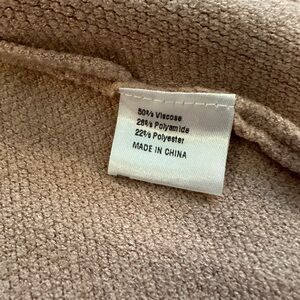 50% Viscose
28% Polyamide
22% Polyester
MADE IN CHINA